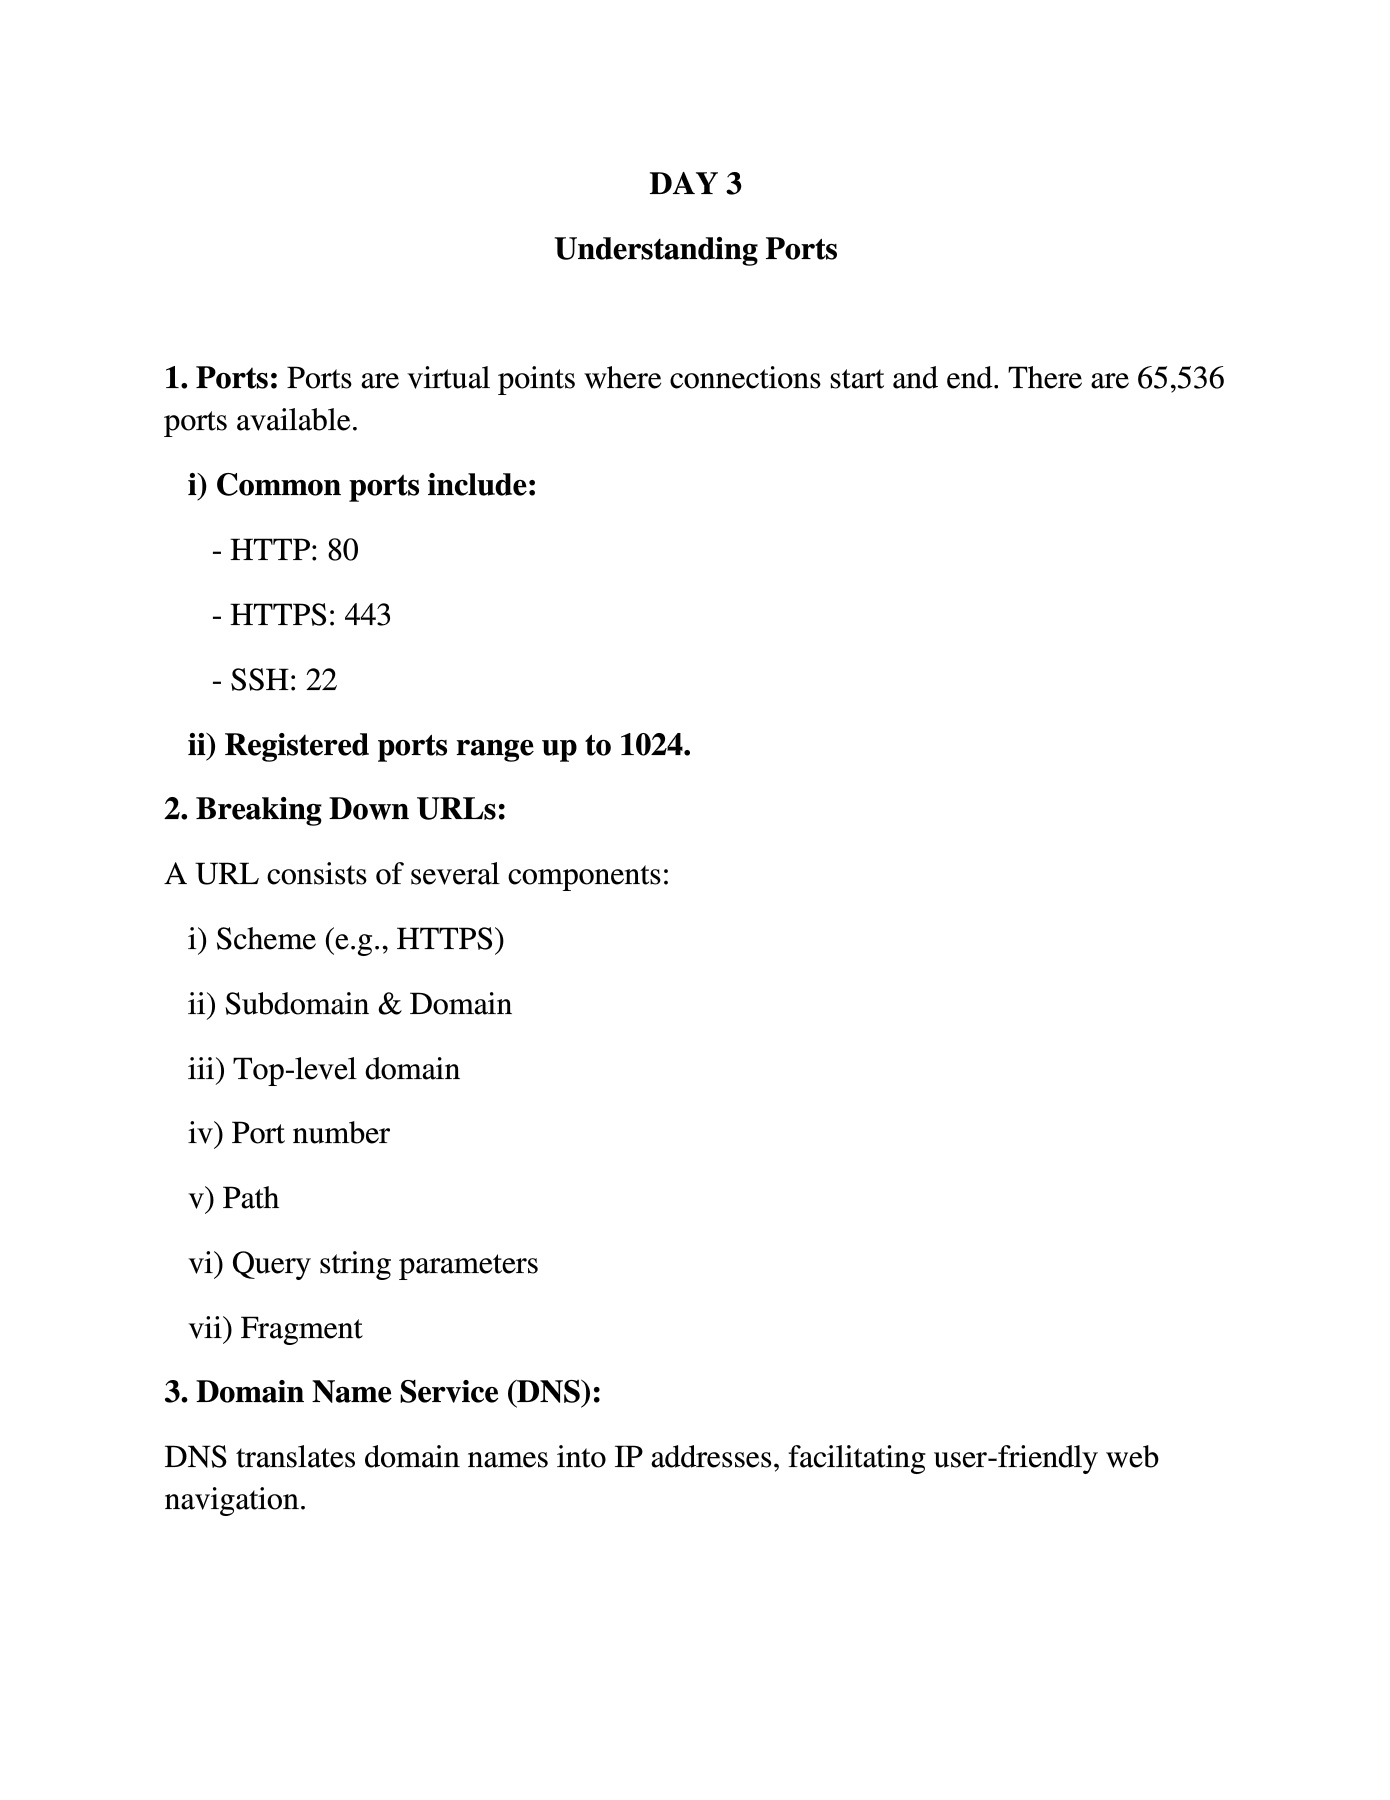 DAY 3
Understanding Ports
1. Ports: Ports are virtual points where connections start and end. There are 65,536
ports available.
i) Common ports include:
- HTTP: 80
- HTTPS: 443
- SSH: 22
ii) Registered ports range up to 1024.
2. Breaking Down URLs:
A URL consists of several components:
i) Scheme (e.g., HTTPS)
ii) Subdomain & Domain
iii) Top-level domain
iv) Port number
v) Path
vi) Query string parameters
vii) Fragment
3. Domain Name Service (DNS):
DNS translates domain names into IP addresses, facilitating user-friendly web
navigation.